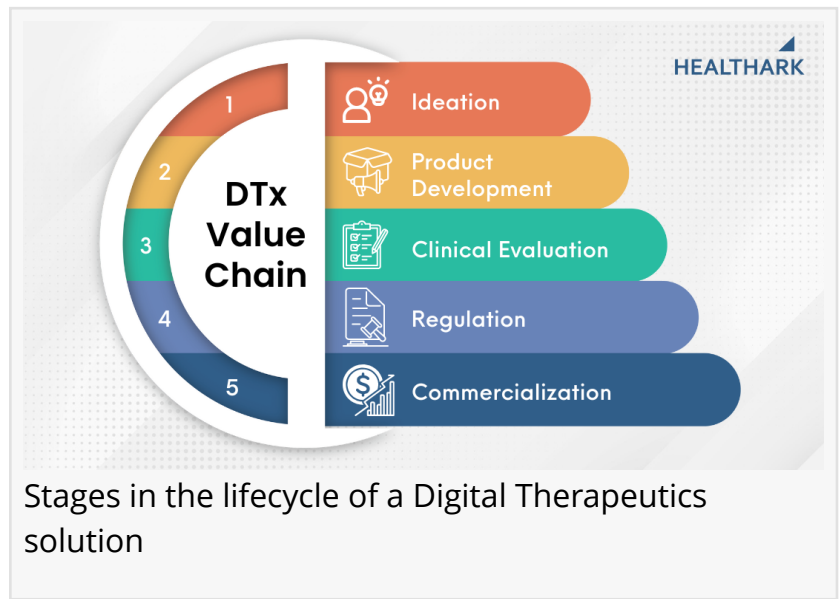 HEALTHARK
1
Ideation
2
Product
Development
DTx
Value
Chain
3
Clinical Evaluation
4
Regulation
5
Commercialization
Stages in the lifecycle of a Digital Therapeutics
solution